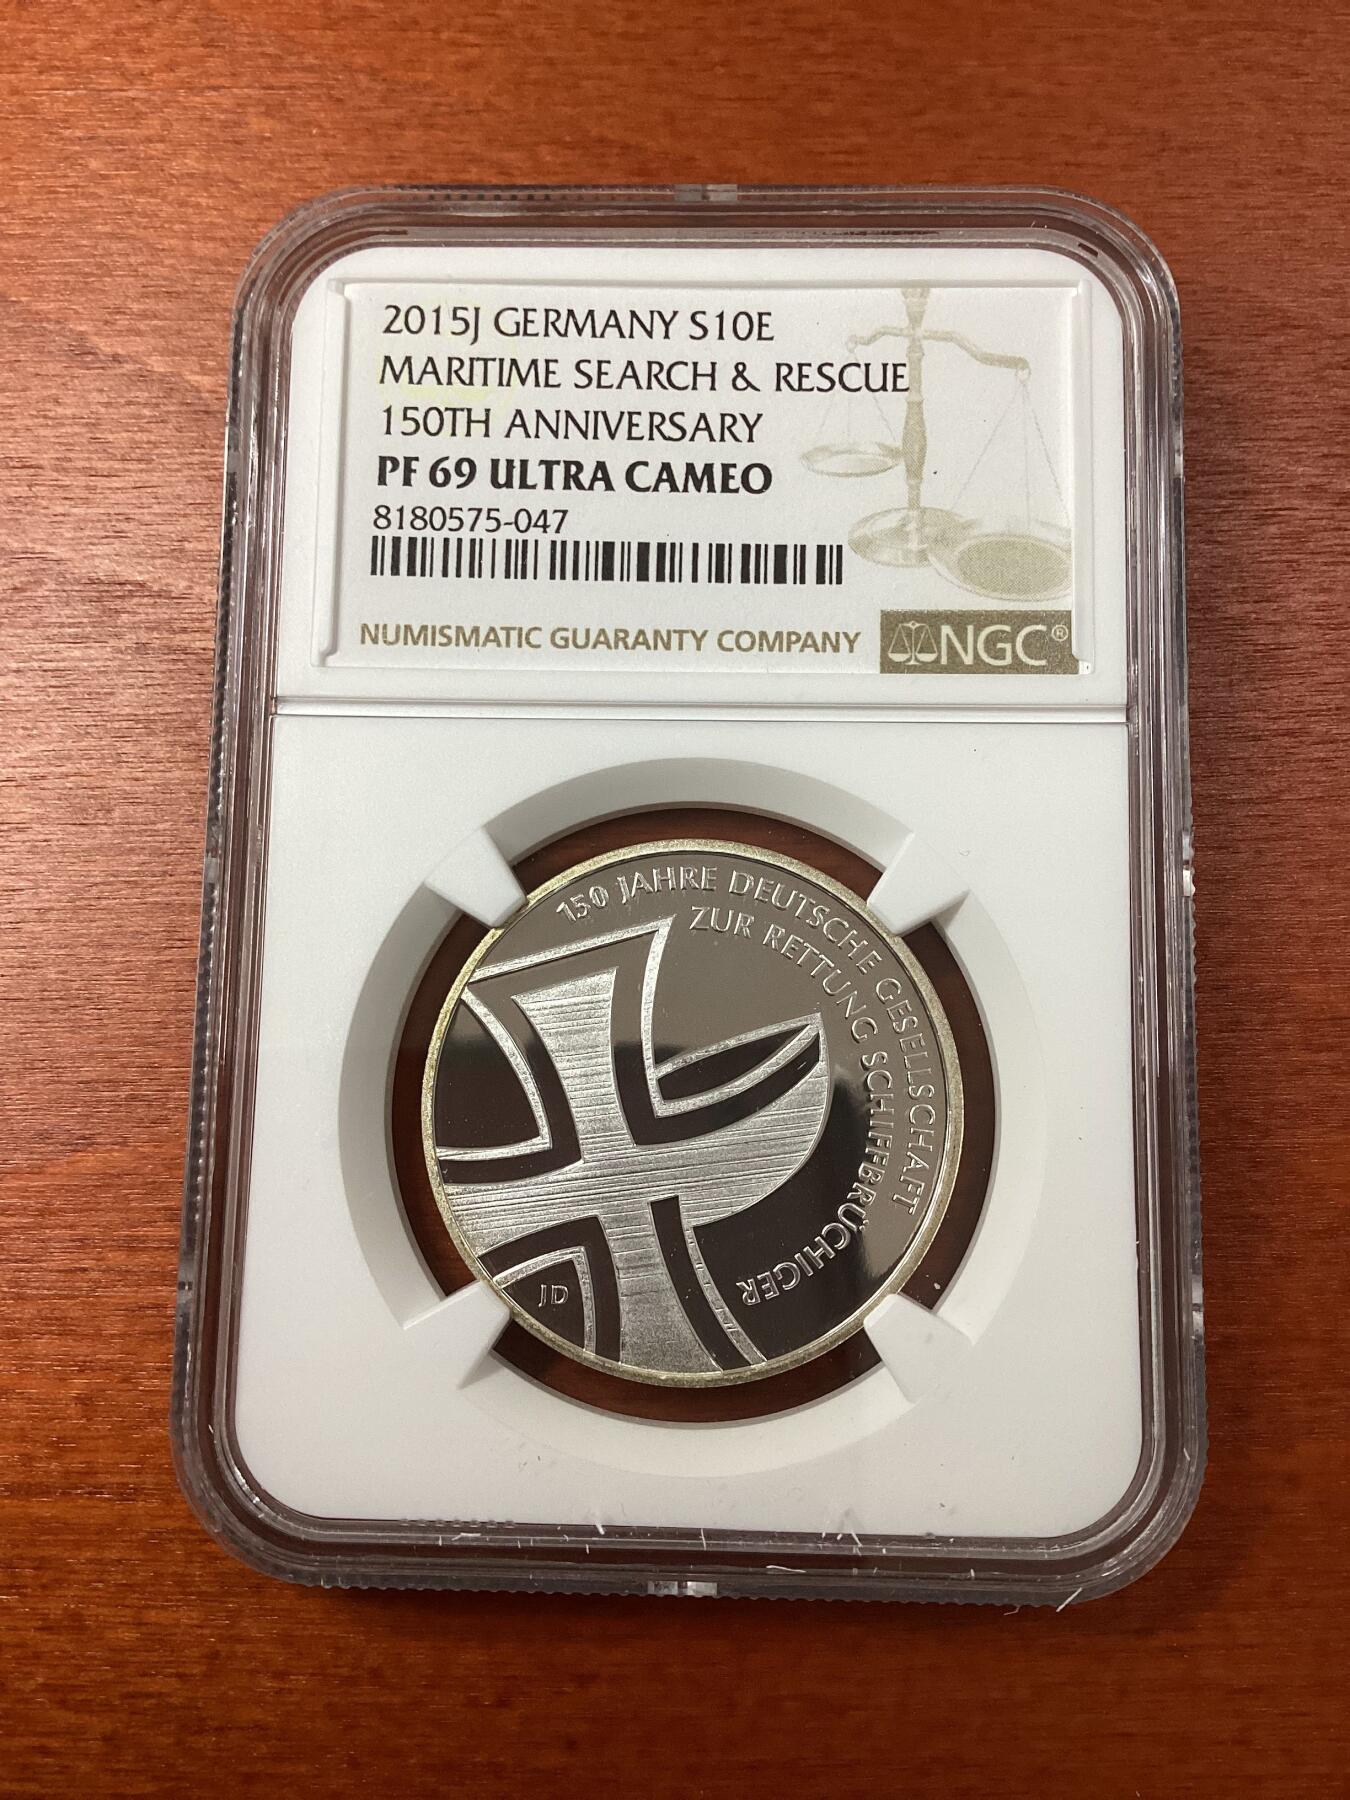 2015J GERMANY S10E
MARITIME SEARCH & RESCUE
150TH ANNIVERSARY
PF 69 ULTRA CAMEO
8180575-047
NUMISMATIC GUARANTY COMPANY
NGC®
150 JAHRE DEUTSCHE GESELLSCHAFT
ZUR RETTUNG SCHIFFBRÜCHIGER
JD